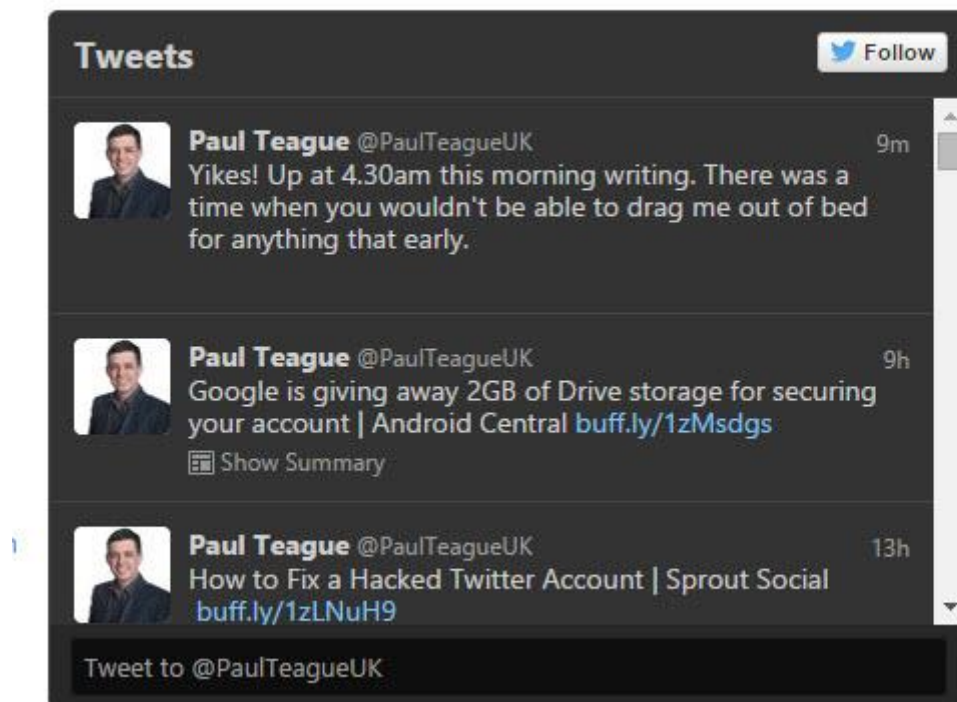 Tweets
Follow
Paul Teague @PaulTeagueUK 9m
Yikes! Up at 4.30am this morning writing. There was a
time when you wouldn't be able to drag me out of bed
for anything that early.
Paul Teague @PaulTeagueUK 9h
Google is giving away 2GB of Drive storage for securing
your account | Android Central buff.ly/1zMsdgs
Show Summary
Paul Teague @PaulTeagueUK 13h
How to Fix a Hacked Twitter Account | Sprout Social
buff.ly/1zLNuH9
Tweet to @PaulTeagueUK